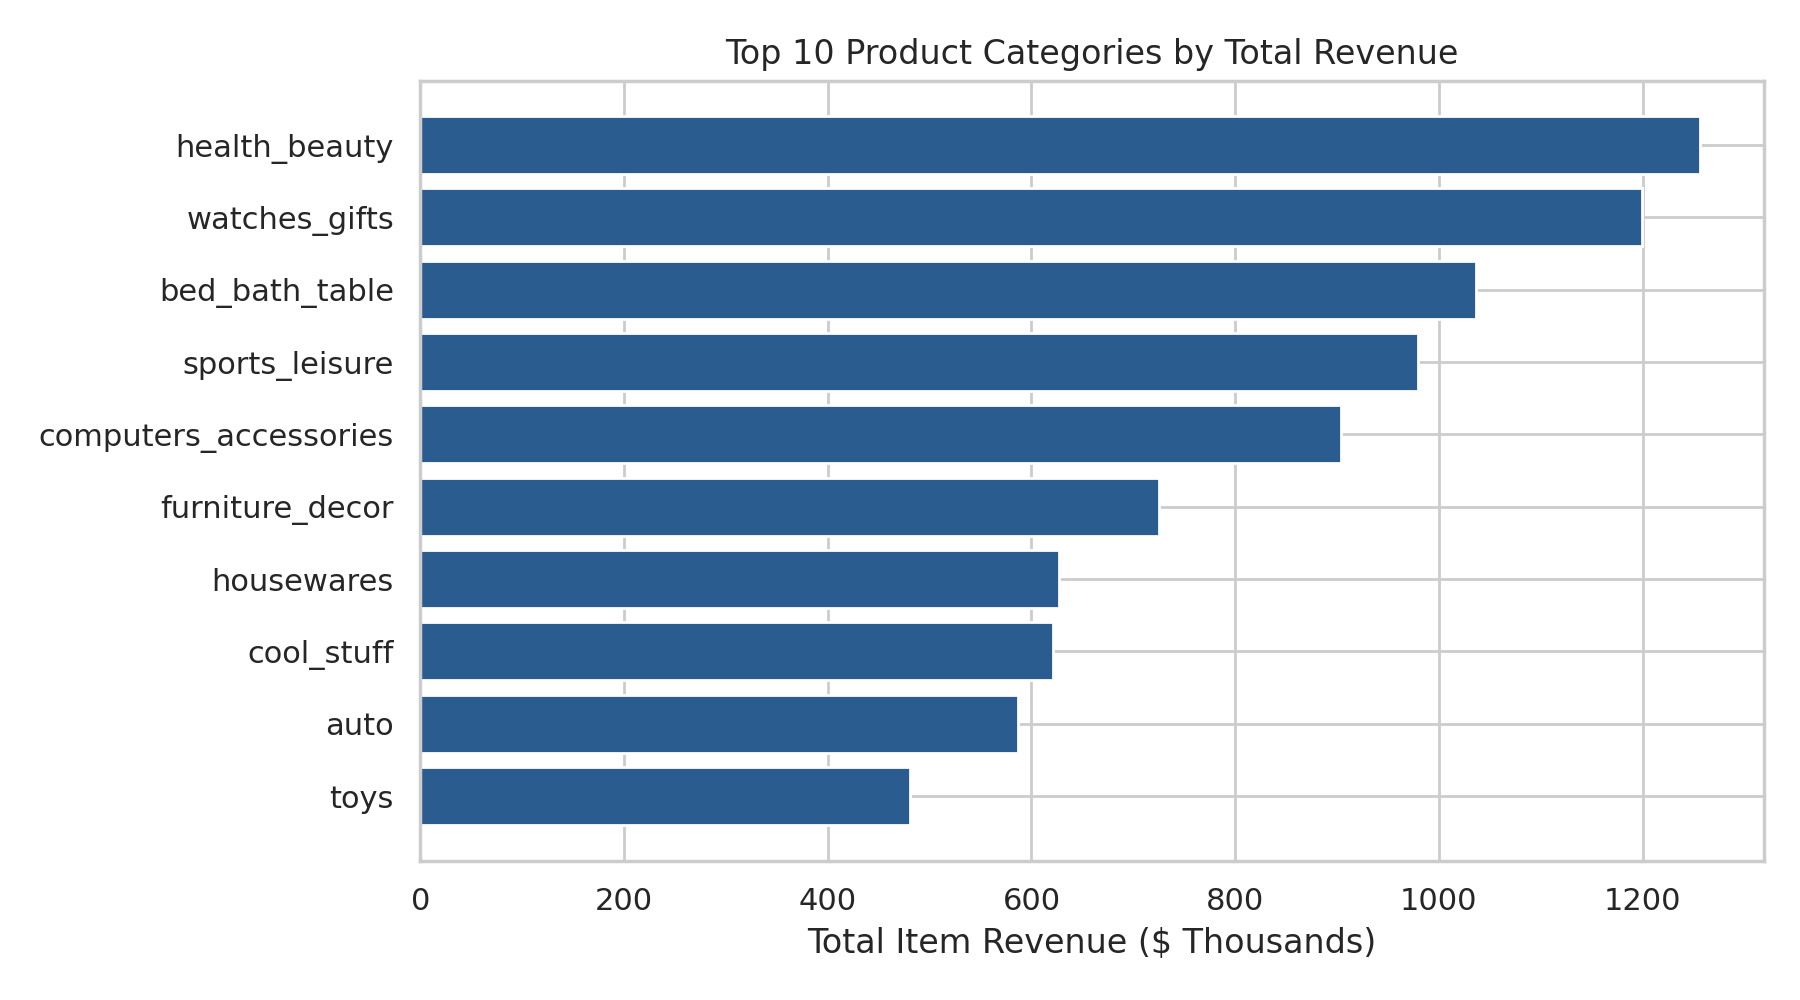 Top 10 Product Categories by Total Revenue
health_beauty
watches_gifts
bed_bath_table
sports_leisure
computers_accessories
furniture_decor
housewares
cool_stuff
auto
toys
0 200 400 600 800 1000 1200
Total Item Revenue ($ Thousands)